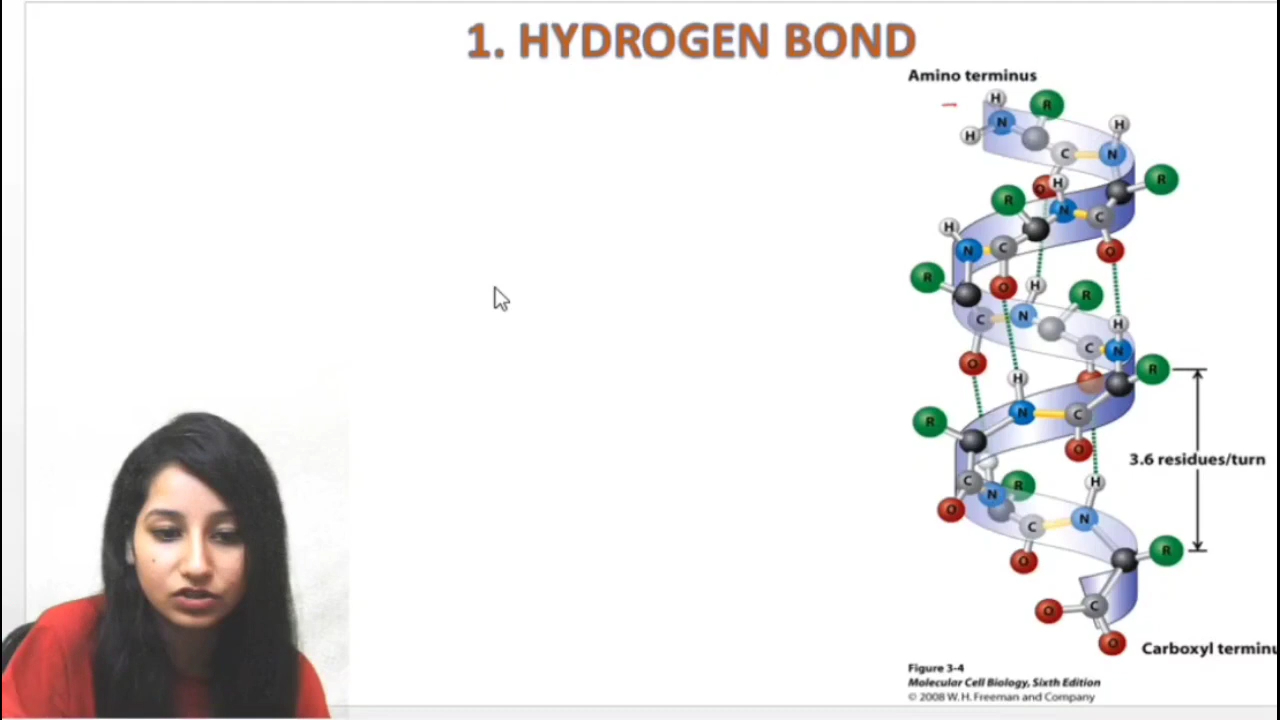 1. HYDROGEN BOND
Amino terminus
H
R
H
N
H
C
N
R
O
H
R
N
C
H
N
C
O
R
O
H
R
C
N
H
C
N
O
R
O
H
N
C
R
O
3.6 residues/turn
C
N
R
H
O
C
N
O
R
O
C
O
Carboxyl terminu
Figure 3-4
Molecular Cell Biology, Sixth Edition
© 2008 W. H. Freeman and Company